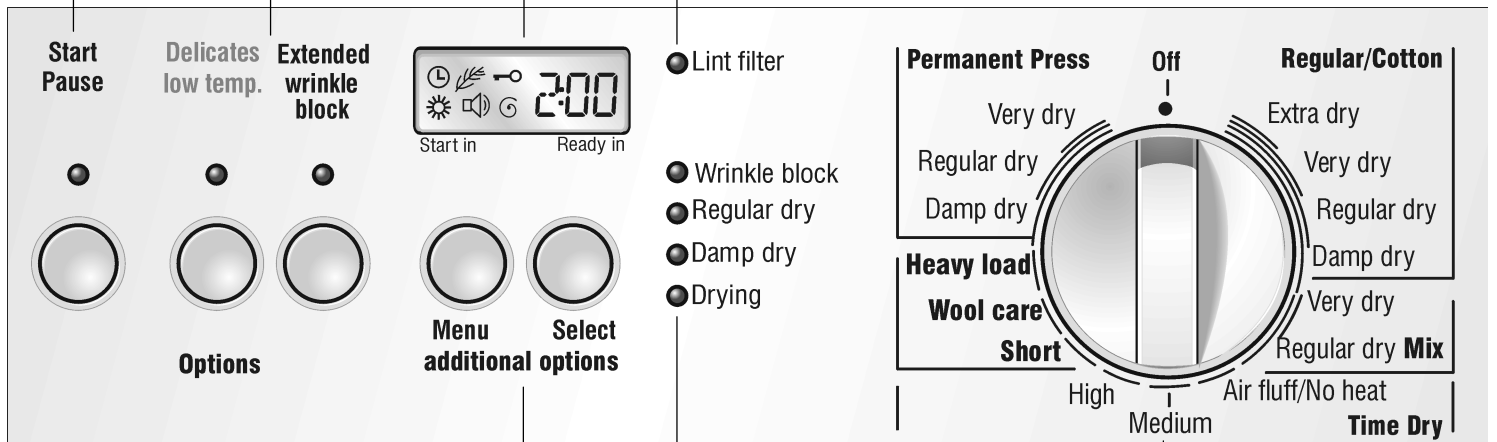 Start
Pause
Delicates
low temp.
Extended
wrinkle
block
2:00
Start in
Ready in
Menu
Select
additional options
Options
Lint filter
Wrinkle block
Regular dry
Damp dry
Drying
Permanent Press
Off
Regular/Cotton
Very dry
Regular dry
Damp dry
Heavy load
Wool care
Short
Extra dry
Very dry
Regular dry
Damp dry
Very dry
Regular dry Mix
High
Medium
Air fluff/No heat
Time Dry